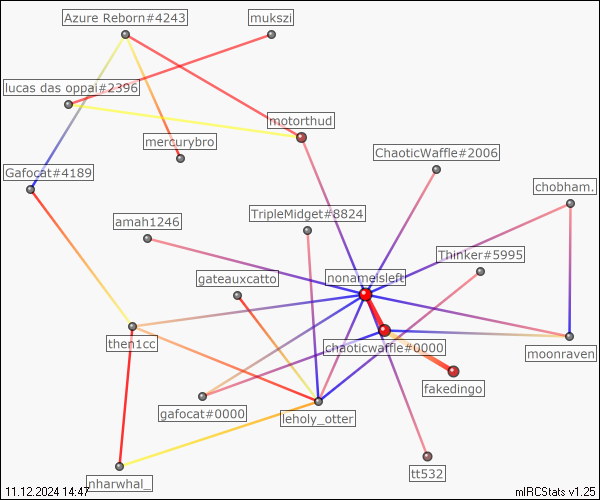 Azure Reborn#4243
mukszi
lucas das oppai#2396
motorthud
mercurybro
ChaoticWaffle#2006
Gafocat#4189
chobham.
TripleMidget#8824
amah1246
Thinker#5995
gateauxcatto
nonameisleft
then1cc
chaoticwaffle#0000
moonraven
fakedingo
gafocat#0000
leholy_otter
tt532
nharwhal_
11.12.2024 14:47
mIRCStats v1.25